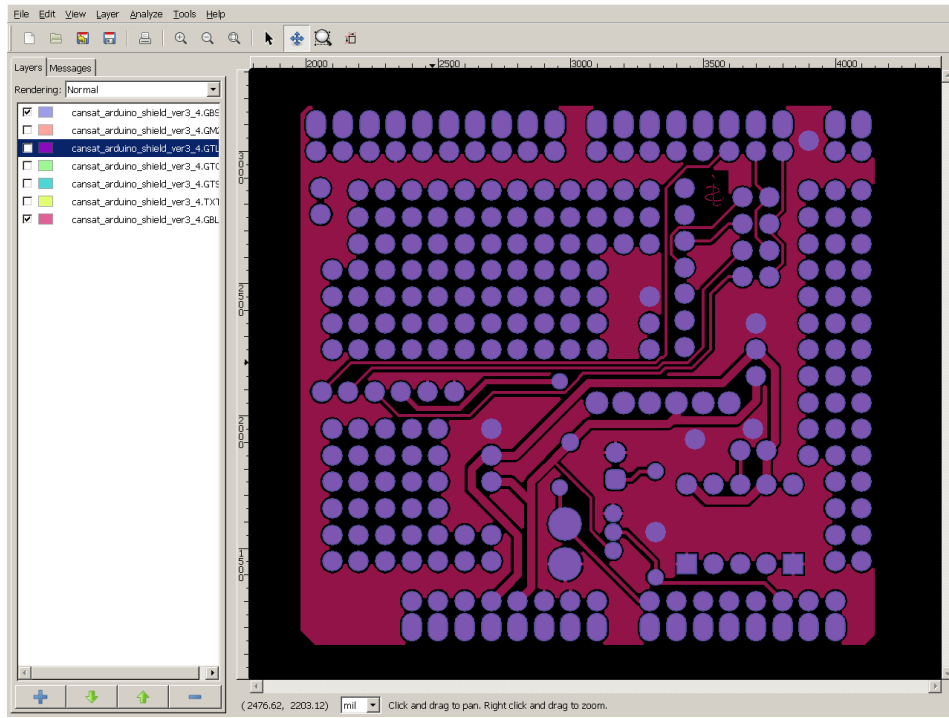 File Edit View Layer Analyze Tools Help
Layers Messages
Rendering: Normal
cansat_arduino_shield_ver3_4.GBS
cansat_arduino_shield_ver3_4.GM2
cansat_arduino_shield_ver3_4.GTL
cansat_arduino_shield_ver3_4.GTO
cansat_arduino_shield_ver3_4.GTS
cansat_arduino_shield_ver3_4.TXT
cansat_arduino_shield_ver3_4.GBL
2000 2500 3000 3500 4000
3000
2500
2000
1500
(2476.62, 2203.12) mil Click and drag to pan. Right click and drag to zoom.